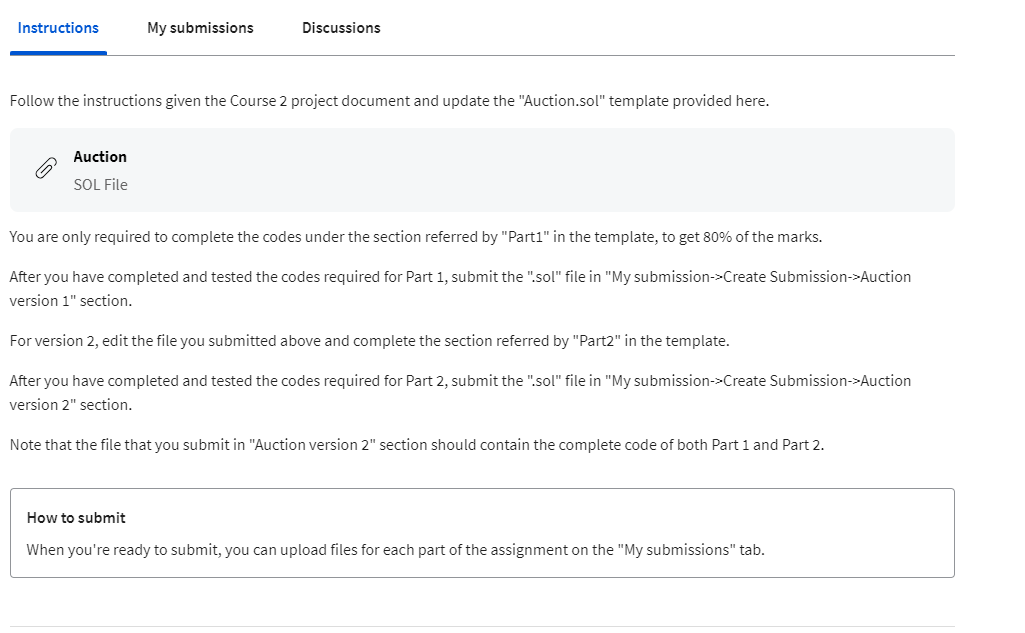 Instructions
My submissions
Discussions
Follow the instructions given the Course 2 project document and update the "Auction.sol" template provided here.
Auction
SOL File
You are only required to complete the codes under the section referred by "Part1" in the template, to get 80% of the marks.
After you have completed and tested the codes required for Part 1, submit the ".sol" file in "My submission->Create Submission->Auction
version 1" section.
For version 2, edit the file you submitted above and complete the section referred by "Part2" in the template.
After you have completed and tested the codes required for Part 2, submit the ".sol" file in "My submission->Create Submission->Auction
version 2" section.
Note that the file that you submit in "Auction version 2" section should contain the complete code of both Part 1 and Part 2.
How to submit
When you're ready to submit, you can upload files for each part of the assignment on the "My submissions" tab.